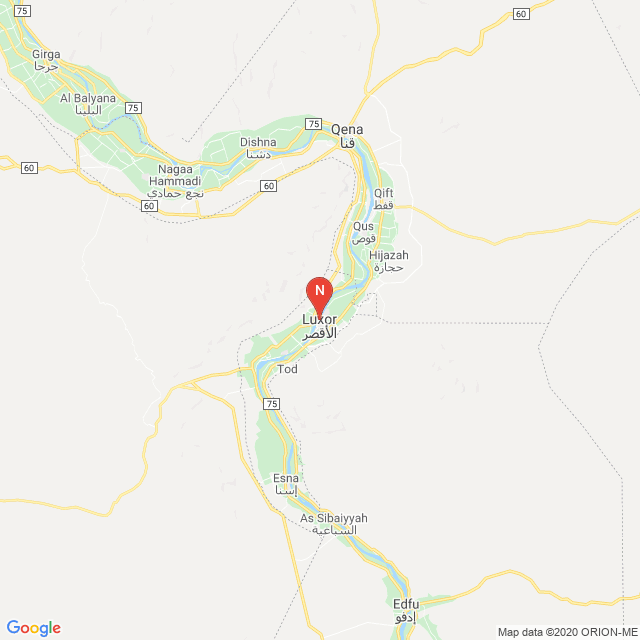 75
60
Girga
جرجا
Al Balyana
البلينا
75
75
Qena
قنا
Dishna
دشنا
60
Nagaa
Hammadi
نجع حمادي
60
60
Qift
قفط
Qus
قوص
Hijazah
حجازة
N
Luxor
الأقصر
Tod
75
Esna
إسنا
As Sibaiyyah
السباعية
Edfu
إدفو
60
Google
Map data ©2020 ORION-ME